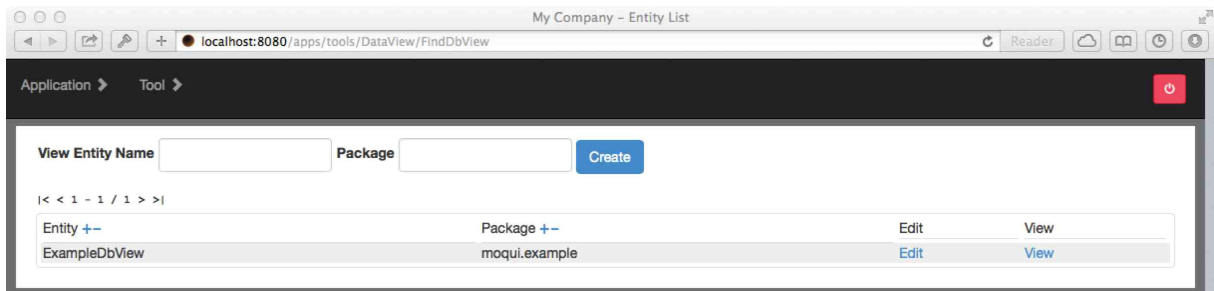 My Company – Entity List
localhost:8080/apps/tools/DataView/FindDbView
Reader
Application Tool
View Entity Name Package Create
|< < 1 - 1 / 1 > >|
Entity +− Package +− Edit View
ExampleDbView moqui.example Edit View